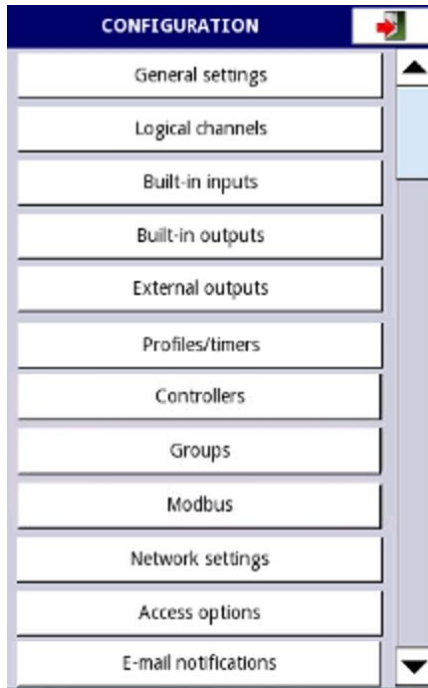 CONFIGURATION
General settings
Logical channels
Built-in inputs
Built-in outputs
External outputs
Profiles/timers
Controllers
Groups
Modbus
Network settings
Access options
E-mail notifications